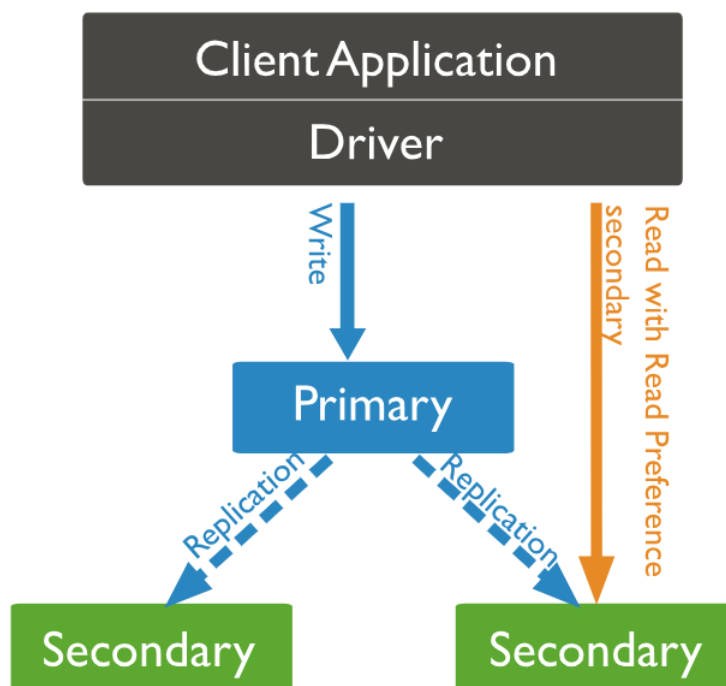 Client Application
Driver
Write
Read with Read Preference
secondary
Primary
Replication
Replication
Secondary
Secondary